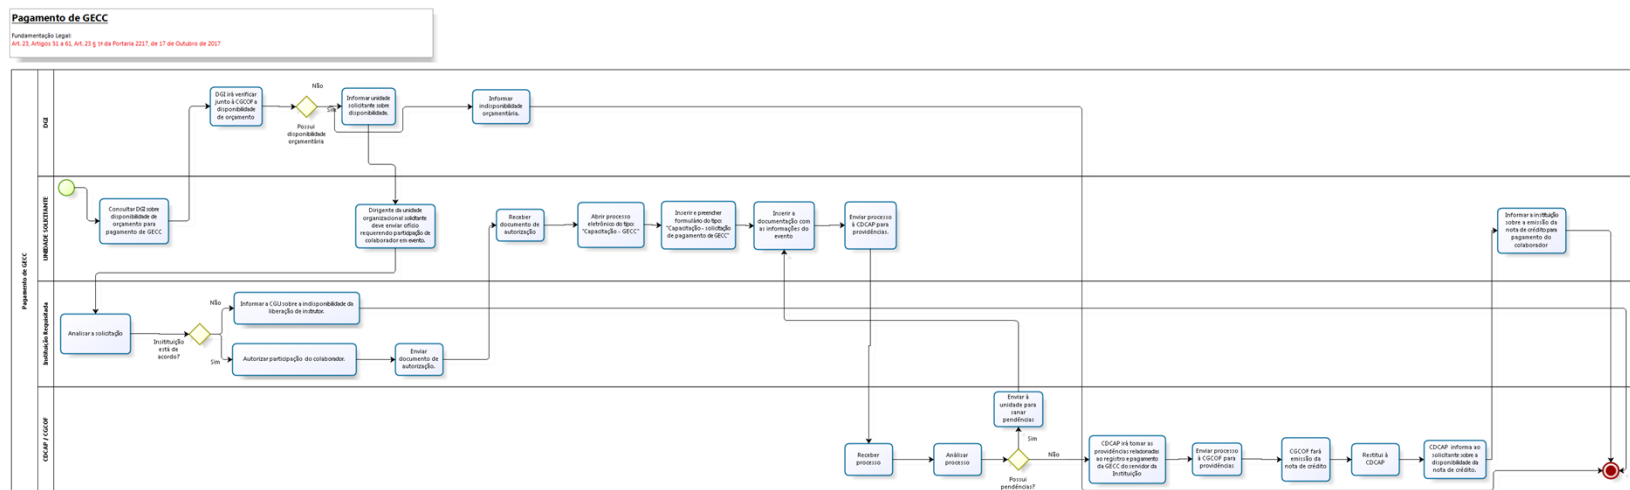 Pagamento de GECC
Fundamentação Legal:
Art. 23, Artigos 51 a 61, Art. 23 § 1º da Portaria 2217, de 17 de Outubro de 2017
Pagamento de GECC
DGI
DGI irá verificar
junto à CGCOF a
disponibilidade
de orçamento
Não
Sim
Possui
disponibilidade
orçamentária
Informar unidade
solicitante sobre
disponibilidade.
Informar
indisponibilidade
orçamentária.
UNIDADE SOLICITANTE
Consultar DGI sobre
disponibilidade de
orçamento para
pagamento de GECC
Dirigente da unidade
organizacional solicitante
deve enviar ofício
requerendo participação de
colaborador em evento.
Receber
documento de
autorização
Abrir processo
eletrônico do tipo:
"Capacitação - GECC"
Inserir e preencher
formulário do tipo:
"Capacitação - solicitação
de pagamento de GECC"
Inserir a
documentação com
as informações do
evento
Enviar processo
à CDCAP para
providências.
Informar a instituição
sobre a emissão da
nota de crédito para
pagamento do
colaborador
Instituição Requisitada
Analisar a solicitação
Instituição
está de
acordo?
Não
Sim
Informar a CGU sobre a indisponibilidade da
liberação de instrutor.
Autorizar participação do colaborador.
Enviar
documento de
autorização.
CDCAP / CGCOF
Receber
processo
Análisar
processo
Enviar à
unidade para
sanar
pendências
Sim
Não
Possui
pendências?
CDCAP irá tomar as
providências relacionadas
ao registro e pagamento
da GECC do servidor da
Instituição
Enviar processo
à CGCOF para
providências
CGCOF fará
emissão da
nota de crédito
Restitui à
CDCAP
CDCAP informa ao
solicitante sobre a
disponibilidade da
nota de crédito.